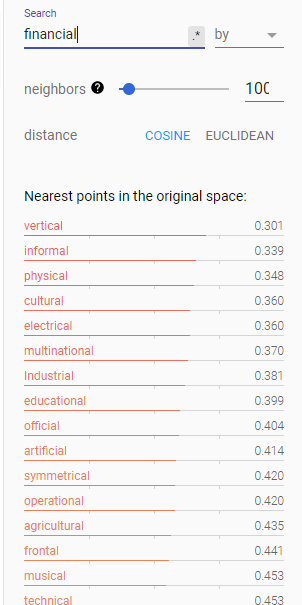 Search
financial
.* by
neighbors ? 100
distance COSINE EUCLIDEAN
Nearest points in the original space:
vertical 0.301
informal 0.339
physical 0.348
cultural 0.360
electrical 0.360
multinational 0.370
Industrial 0.381
educational 0.399
official 0.404
artificial 0.414
symmetrical 0.420
operational 0.420
agricultural 0.435
frontal 0.441
musical 0.453
technical 0.453